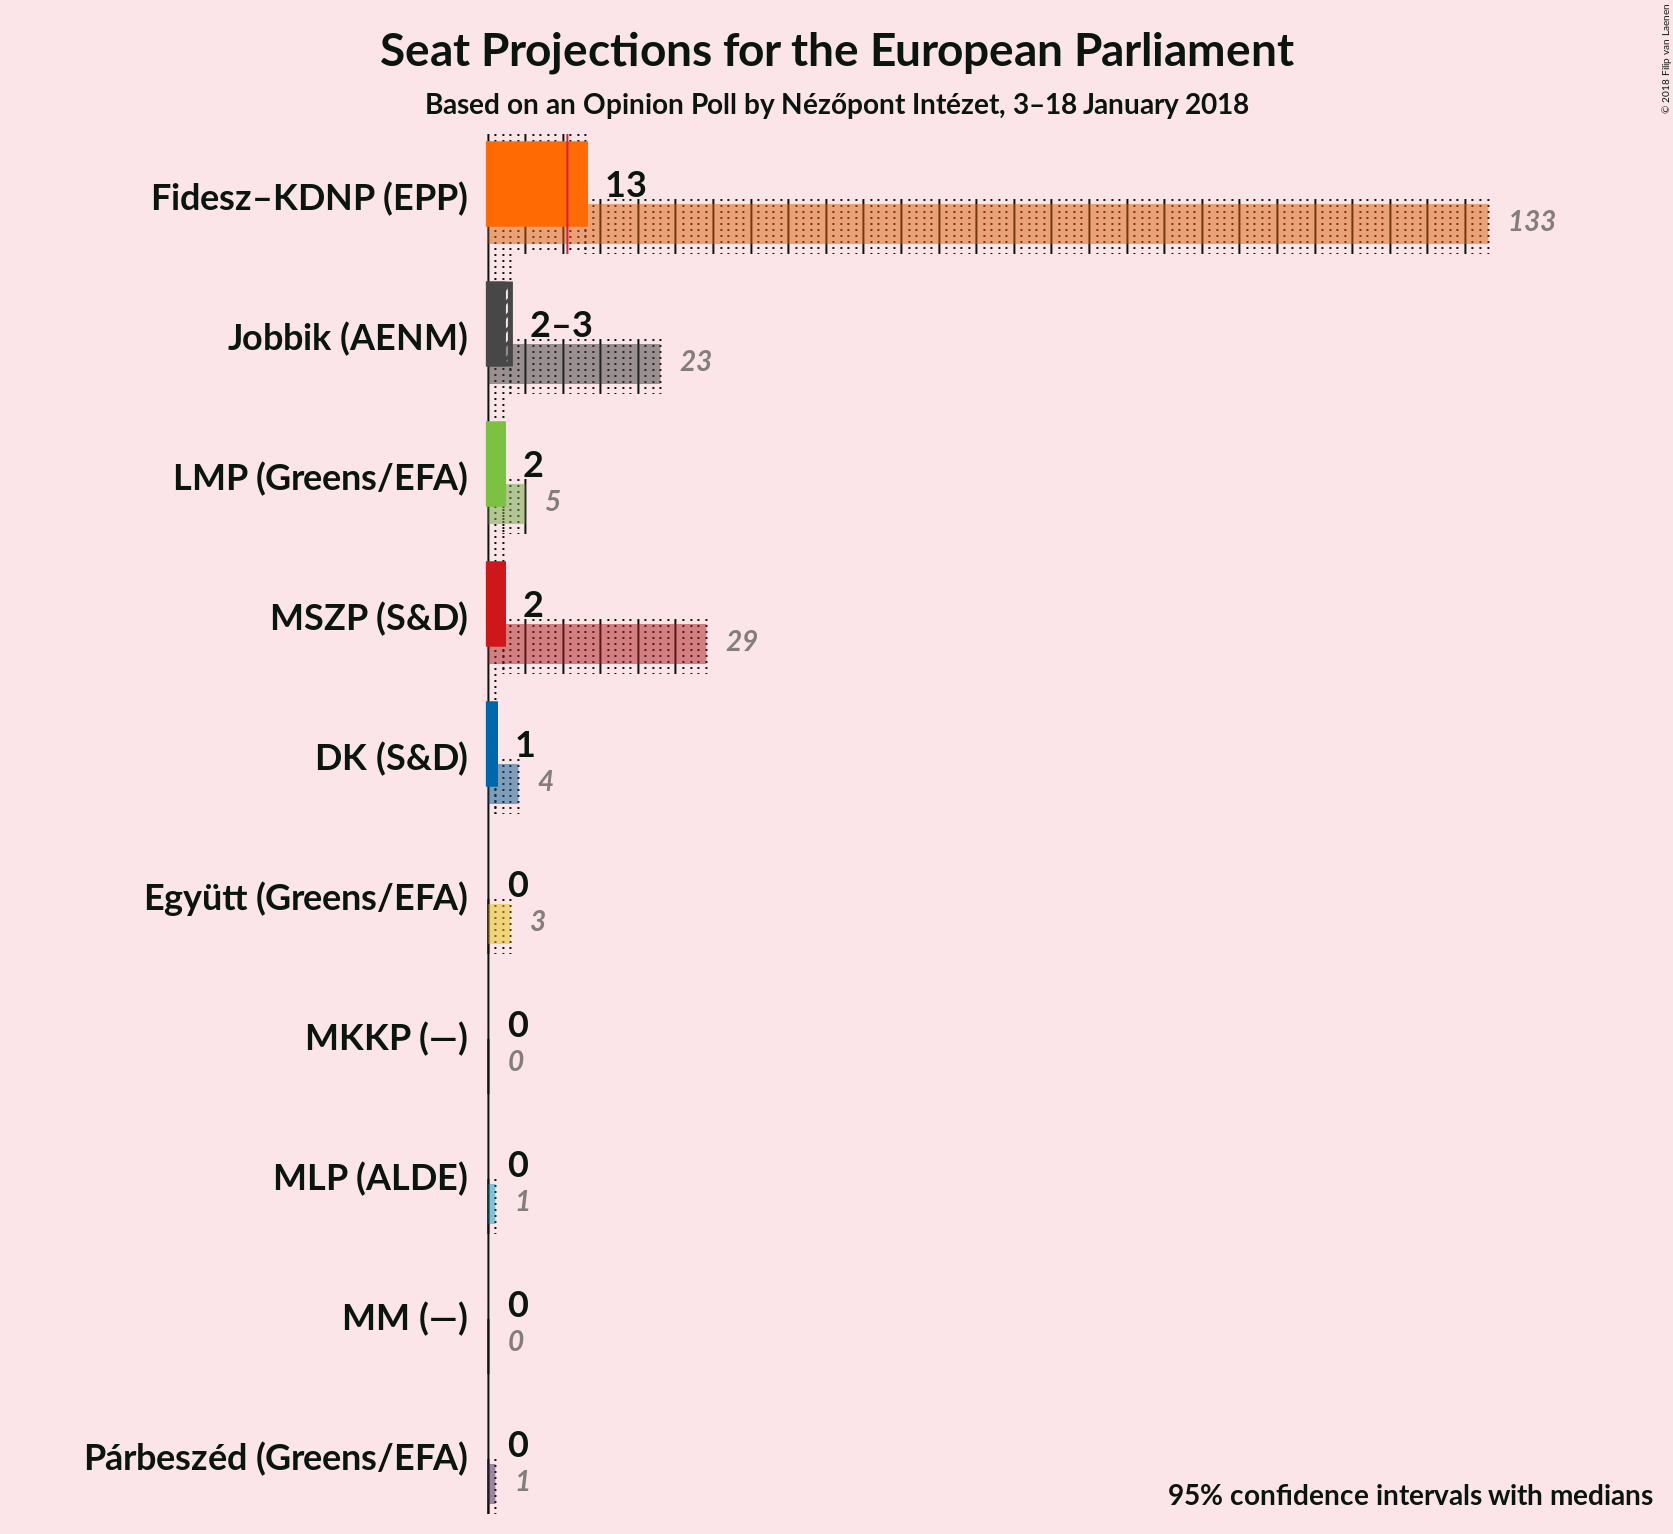 Seat Projections for the European Parliament
Based on an Opinion Poll by Nézőpont Intézet, 3–18 January 2018
© 2018 Filip van Laenen
Fidesz–KDNP (EPP)
13
133
Jobbik (AENM)
2–3
23
LMP (Greens/EFA)
2
5
MSZP (S&D)
2
29
DK (S&D)
1
4
Együtt (Greens/EFA)
0
3
MKKP (—)
0
0
MLP (ALDE)
0
1
MM (—)
0
0
Párbeszéd (Greens/EFA)
0
1
95% confidence intervals with medians